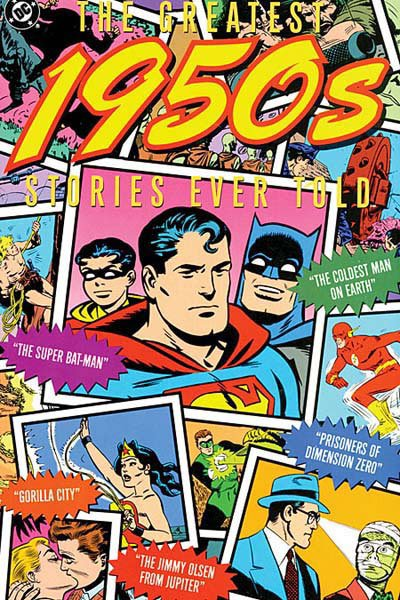 DC
THE GREATEST
1950s
STORIES EVER TOLD
"THE COLDEST MAN
ON EARTH"
"THE SUPER BAT-MAN"
"PRISONERS OF
DIMENSION ZERO"
"GORILLA CITY"
"THE JIMMY OLSEN
FROM JUPITER"